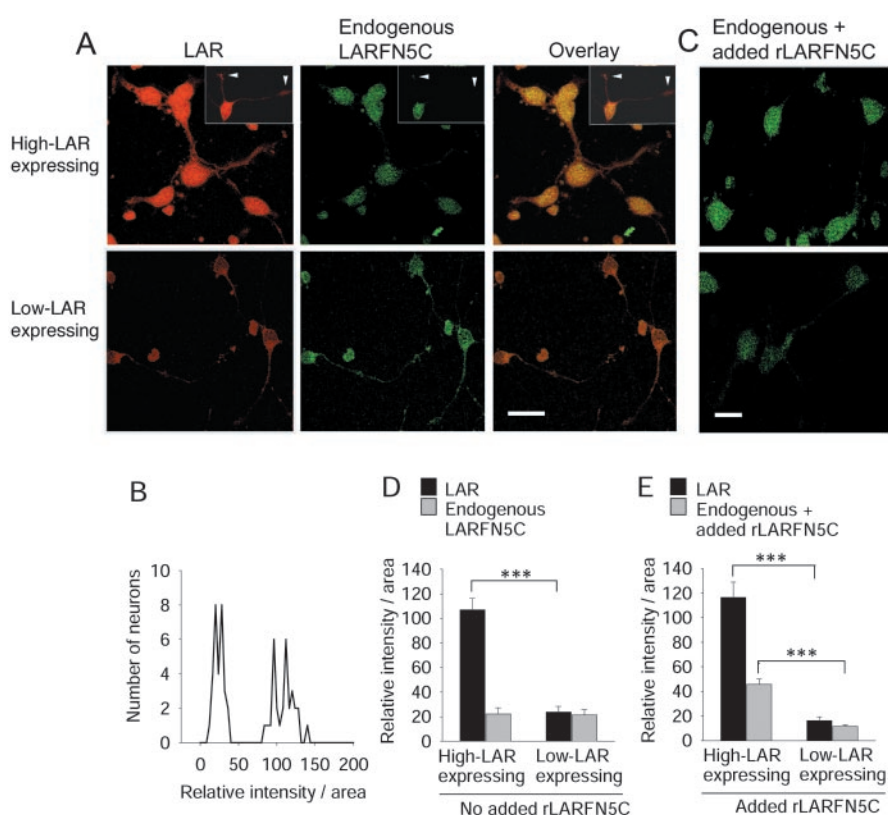 A
LAR
Endogenous
LARFN5C
Overlay
C
Endogenous +
added rLARFN5C
High-LAR
expressing
Low-LAR
expressing
B
Number of neurons
10
8
6
4
2
0
0 50 100 150 200
Relative intensity / area
D
LAR
Endogenous
LARFN5C
Relative intensity / area
140
120
100
80
60
40
20
0
***
High-LAR
expressing
Low-LAR
expressing
No added rLARFN5C
E
LAR
Endogenous +
added rLARFN5C
Relative intensity / area
140
120
100
80
60
40
20
0
***
***
High-LAR
expressing
Low-LAR
expressing
Added rLARFN5C